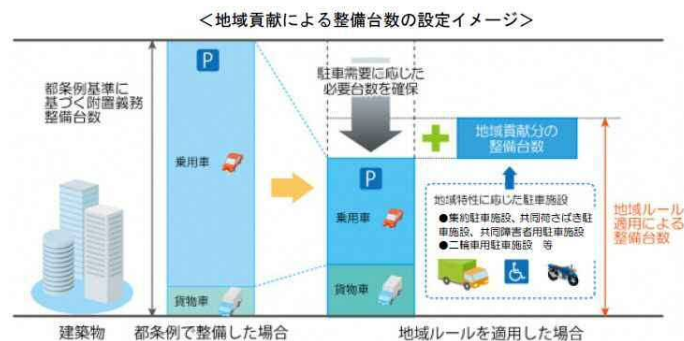 ＜地域貢献による整備台数の設定イメージ＞
都条例基準に
基づく附置義務
整備台数
P
乗用車
貨物車
駐車需要に応じた
必要台数を確保
P
乗用車
貨物車
地域貢献分の
整備台数
地域特性に応じた駐車施設
●集約駐車施設、共同荷さばき駐
車施設、共同障害者用駐車施設
●二輪車用駐車施設　等
地域ルール
適用による
整備台数
建築物
都条例で整備した場合
地域ルールを適用した場合